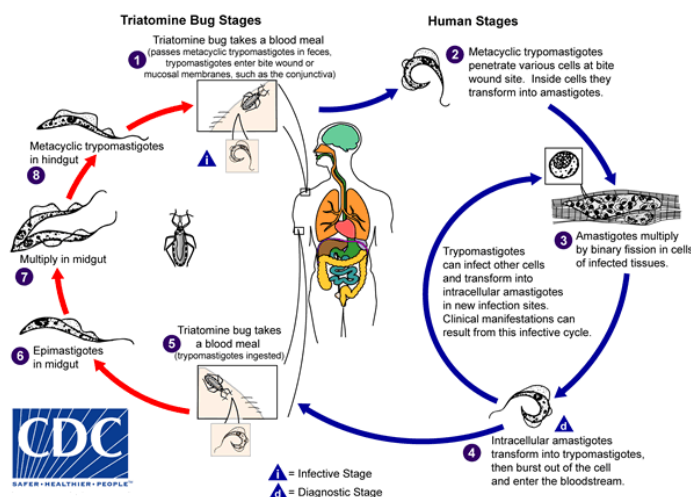 Triatomine Bug Stages
Human Stages
Triatomine bug takes a blood meal
(passes metacyclic trypomastigotes in feces,
trypomastigotes enter bite wound or
mucosal membranes, such as the conjunctiva)
1
i
2
Metacyclic trypomastigotes
penetrate various cells at bite
wound site. Inside cells they
transform into amastigotes.
3
Amastigotes multiply
by binary fission in cells
of infected tissues.
Trypomastigotes
can infect other cells
and transform into
intracellular amastigotes
in new infection sites.
Clinical manifestations can
result from this infective cycle.
d
4
Intracellular amastigotes
transform into trypomastigotes,
then burst out of the cell
and enter the bloodstream.
5
Triatomine bug takes
a blood meal
(trypomastigotes ingested)
6
Epimastigotes
in midgut
Multiply in midgut
7
Metacyclic trypomastigotes
in hindgut
8
CDC
SAFER•HEALTHIER•PEOPLE™
i = Infective Stage
d = Diagnostic Stage